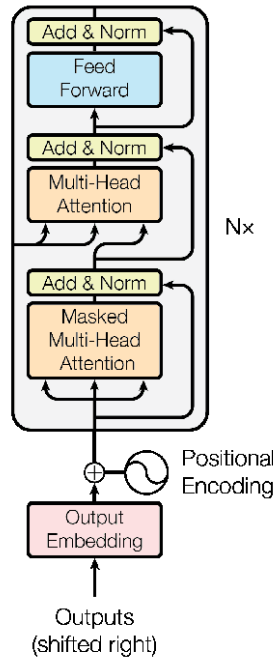 Add & Norm
Feed
Forward
Add & Norm
Multi-Head
Attention
N×
Add & Norm
Masked
Multi-Head
Attention
Positional
Encoding
Output
Embedding
Outputs
(shifted right)